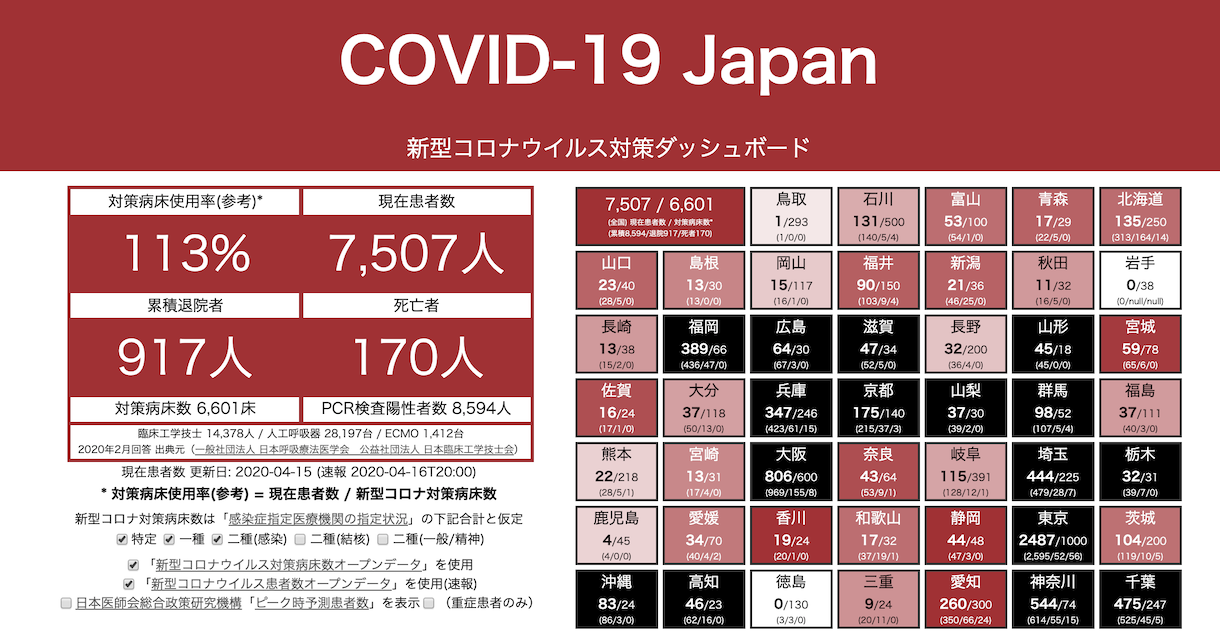 COVID-19 Japan
新型コロナウイルス対策ダッシュボード
対策病床使用率(参考)*
現在患者数
113%
7,507人
累積退院者
死亡者
917人
170人
対策病床数 6,601床
PCR検査陽性者数 8,594人
臨床工学技士 14,378人 / 人工呼吸器 28,197台 / ECMO 1,412台
2020年2月回答 出典元（一般社団法人 日本呼吸療法医学会　公益社団法人 日本臨床工学技士会）
現在患者数 更新日: 2020-04-15 (速報 2020-04-16T20:00)
* 対策病床使用率(参考) = 現在患者数 / 新型コロナ対策病床数
新型コロナ対策病床数は「感染症指定医療機関の指定状況」の下記合計と仮定
特定 一種 二種(感染) 二種(結核) 二種(一般/精神)
「新型コロナウイルス対策病床数オープンデータ」を使用
「新型コロナウイルス患者数オープンデータ」を使用(速報)
日本医師会総合政策研究機構「ピーク時予測患者数」を表示 （重症患者のみ）
7,507 / 6,601
(全国) 現在患者数 / 対策病床数*
(累積8,594/退院917/死者170)
鳥取
1/293
(1/0/0)
石川
131/500
(140/5/4)
富山
53/100
(54/1/0)
青森
17/29
(22/5/0)
北海道
135/250
(313/164/14)
山口
23/40
(28/5/0)
島根
13/30
(13/0/0)
岡山
15/117
(16/1/0)
福井
90/150
(103/9/4)
新潟
21/36
(46/25/0)
秋田
11/32
(16/5/0)
岩手
0/38
(0/null/null)
長崎
13/38
(15/2/0)
福岡
389/66
(436/47/0)
広島
64/30
(67/3/0)
滋賀
47/34
(52/5/0)
長野
32/200
(36/4/0)
山形
45/18
(45/0/0)
宮城
59/78
(65/6/0)
佐賀
16/24
(17/1/0)
大分
37/118
(50/13/0)
兵庫
347/246
(423/61/15)
京都
175/140
(215/37/3)
山梨
37/30
(39/2/0)
群馬
98/52
(107/5/4)
福島
37/111
(40/3/0)
熊本
22/218
(28/5/1)
宮崎
13/31
(17/4/0)
大阪
806/600
(969/155/8)
奈良
43/64
(53/9/1)
岐阜
115/391
(128/12/1)
埼玉
444/225
(479/28/7)
栃木
32/31
(39/7/0)
鹿児島
4/45
(4/0/0)
愛媛
34/70
(40/4/2)
香川
19/24
(20/1/0)
和歌山
17/32
(37/19/1)
静岡
44/48
(47/3/0)
東京
2487/1000
(2,595/52/56)
茨城
104/200
(119/10/5)
沖縄
83/24
(86/3/0)
高知
46/23
(62/16/0)
徳島
0/130
(3/3/0)
三重
9/24
(20/11/0)
愛知
260/300
(350/66/24)
神奈川
544/74
(614/55/15)
千葉
475/247
(525/45/5)